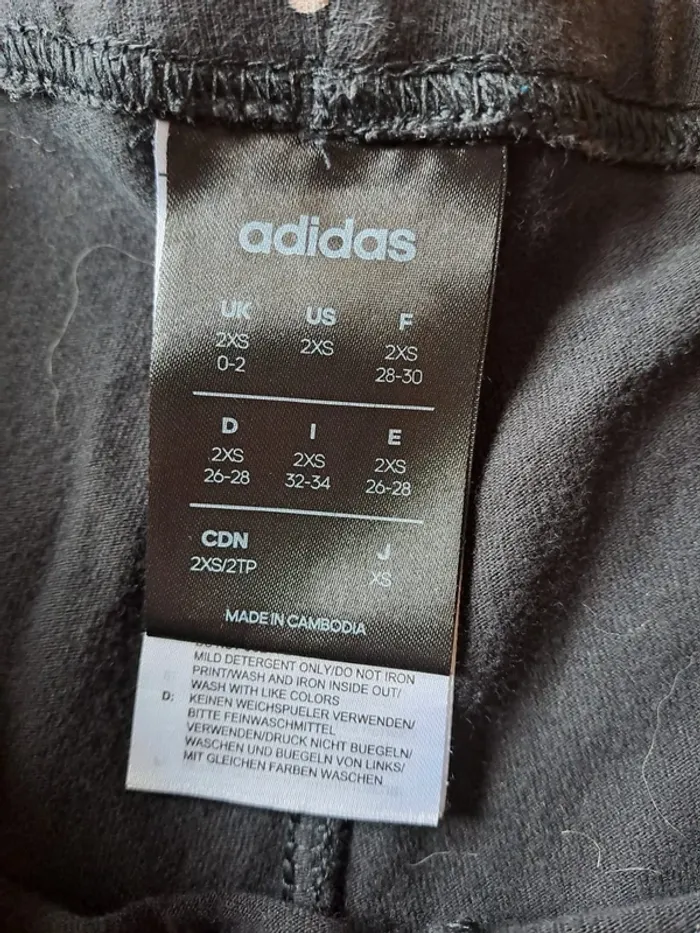 adidas
UK US F
2XS 2XS 2XS
0-2 28-30
D I E
2XS 2XS 2XS
26-28 32-34 26-28
CDN J
2XS/2TP XS
MADE IN CAMBODIA
MILD DETERGENT ONLY/DO NOT IRON
PRINT/WASH AND IRON INSIDE OUT/
WASH WITH LIKE COLORS
D: KEINEN WEICHSPUELER VERWENDEN/
BITTE FEINWASCHMITTEL
VERWENDEN/DRUCK NICHT BUEGELN/
WASCHEN UND BUEGELN VON LINKS/
MIT GLEICHEN FARBEN WASCHEN